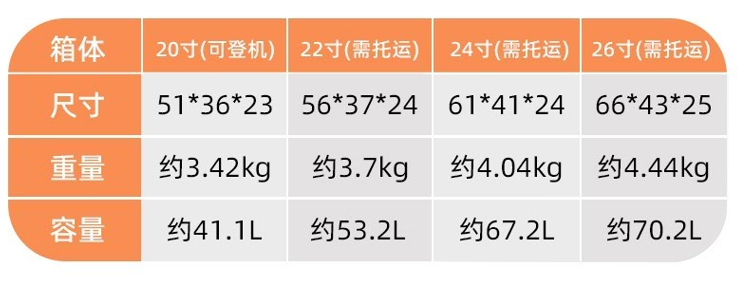 箱体 20寸(可登机) 22寸(需托运) 24寸(需托运) 26寸(需托运)
尺寸 51*36*23 56*37*24 61*41*24 66*43*25
重量 约3.42kg 约3.7kg 约4.04kg 约4.44kg
容量 约41.1L 约53.2L 约67.2L 约70.2L